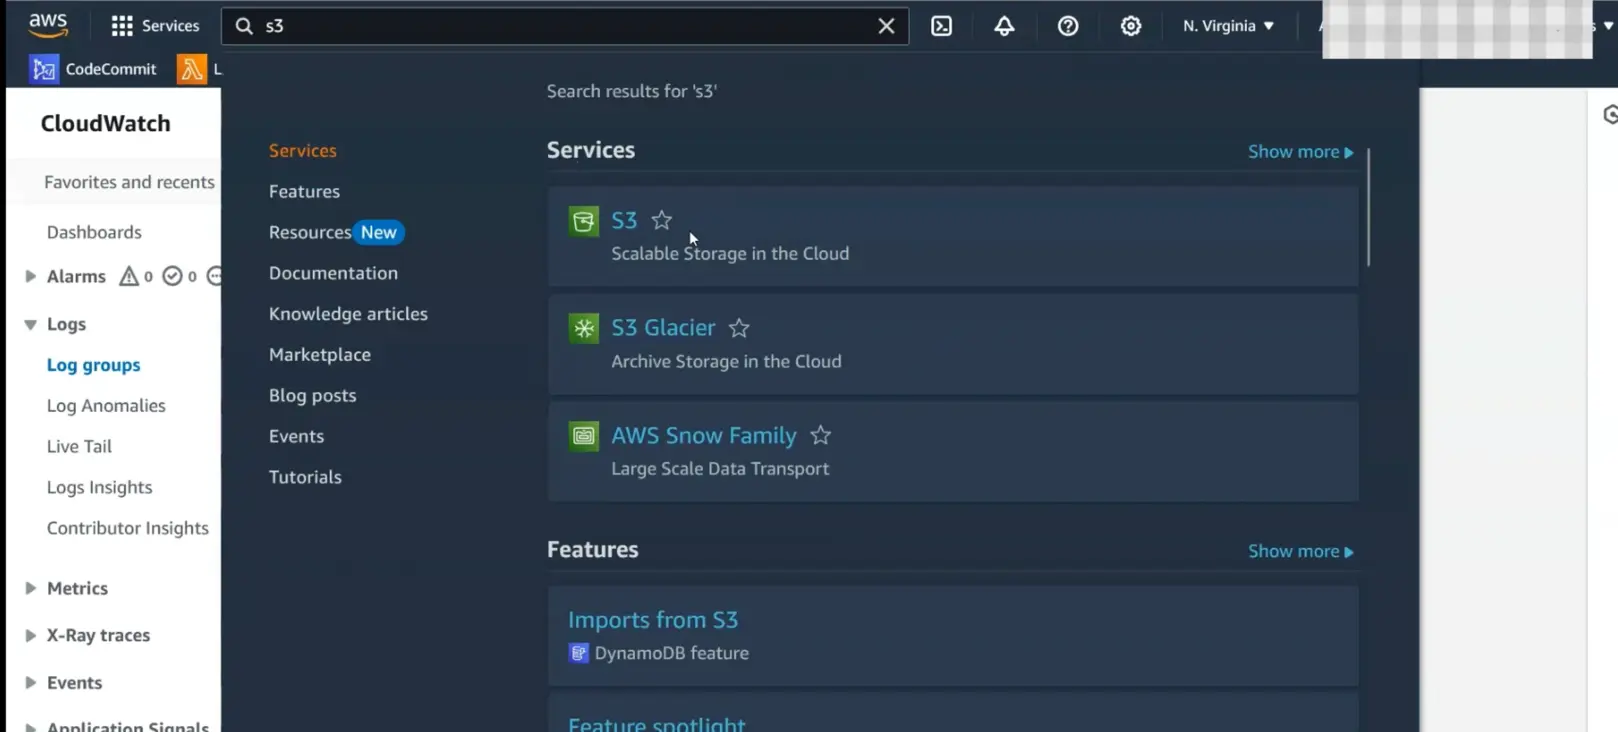 aws
Services
s3
N. Virginia
CodeCommit
L
CloudWatch
Favorites and recents
Dashboards
Alarms 0 0
Logs
Log groups
Log Anomalies
Live Tail
Logs Insights
Contributor Insights
Metrics
X-Ray traces
Events
Application Signals
Services
Features
Resources New
Documentation
Knowledge articles
Marketplace
Blog posts
Events
Tutorials
Search results for 's3'
Services
Show more
S3
Scalable Storage in the Cloud
S3 Glacier
Archive Storage in the Cloud
AWS Snow Family
Large Scale Data Transport
Features
Show more
Imports from S3
DynamoDB feature
Feature spotlight